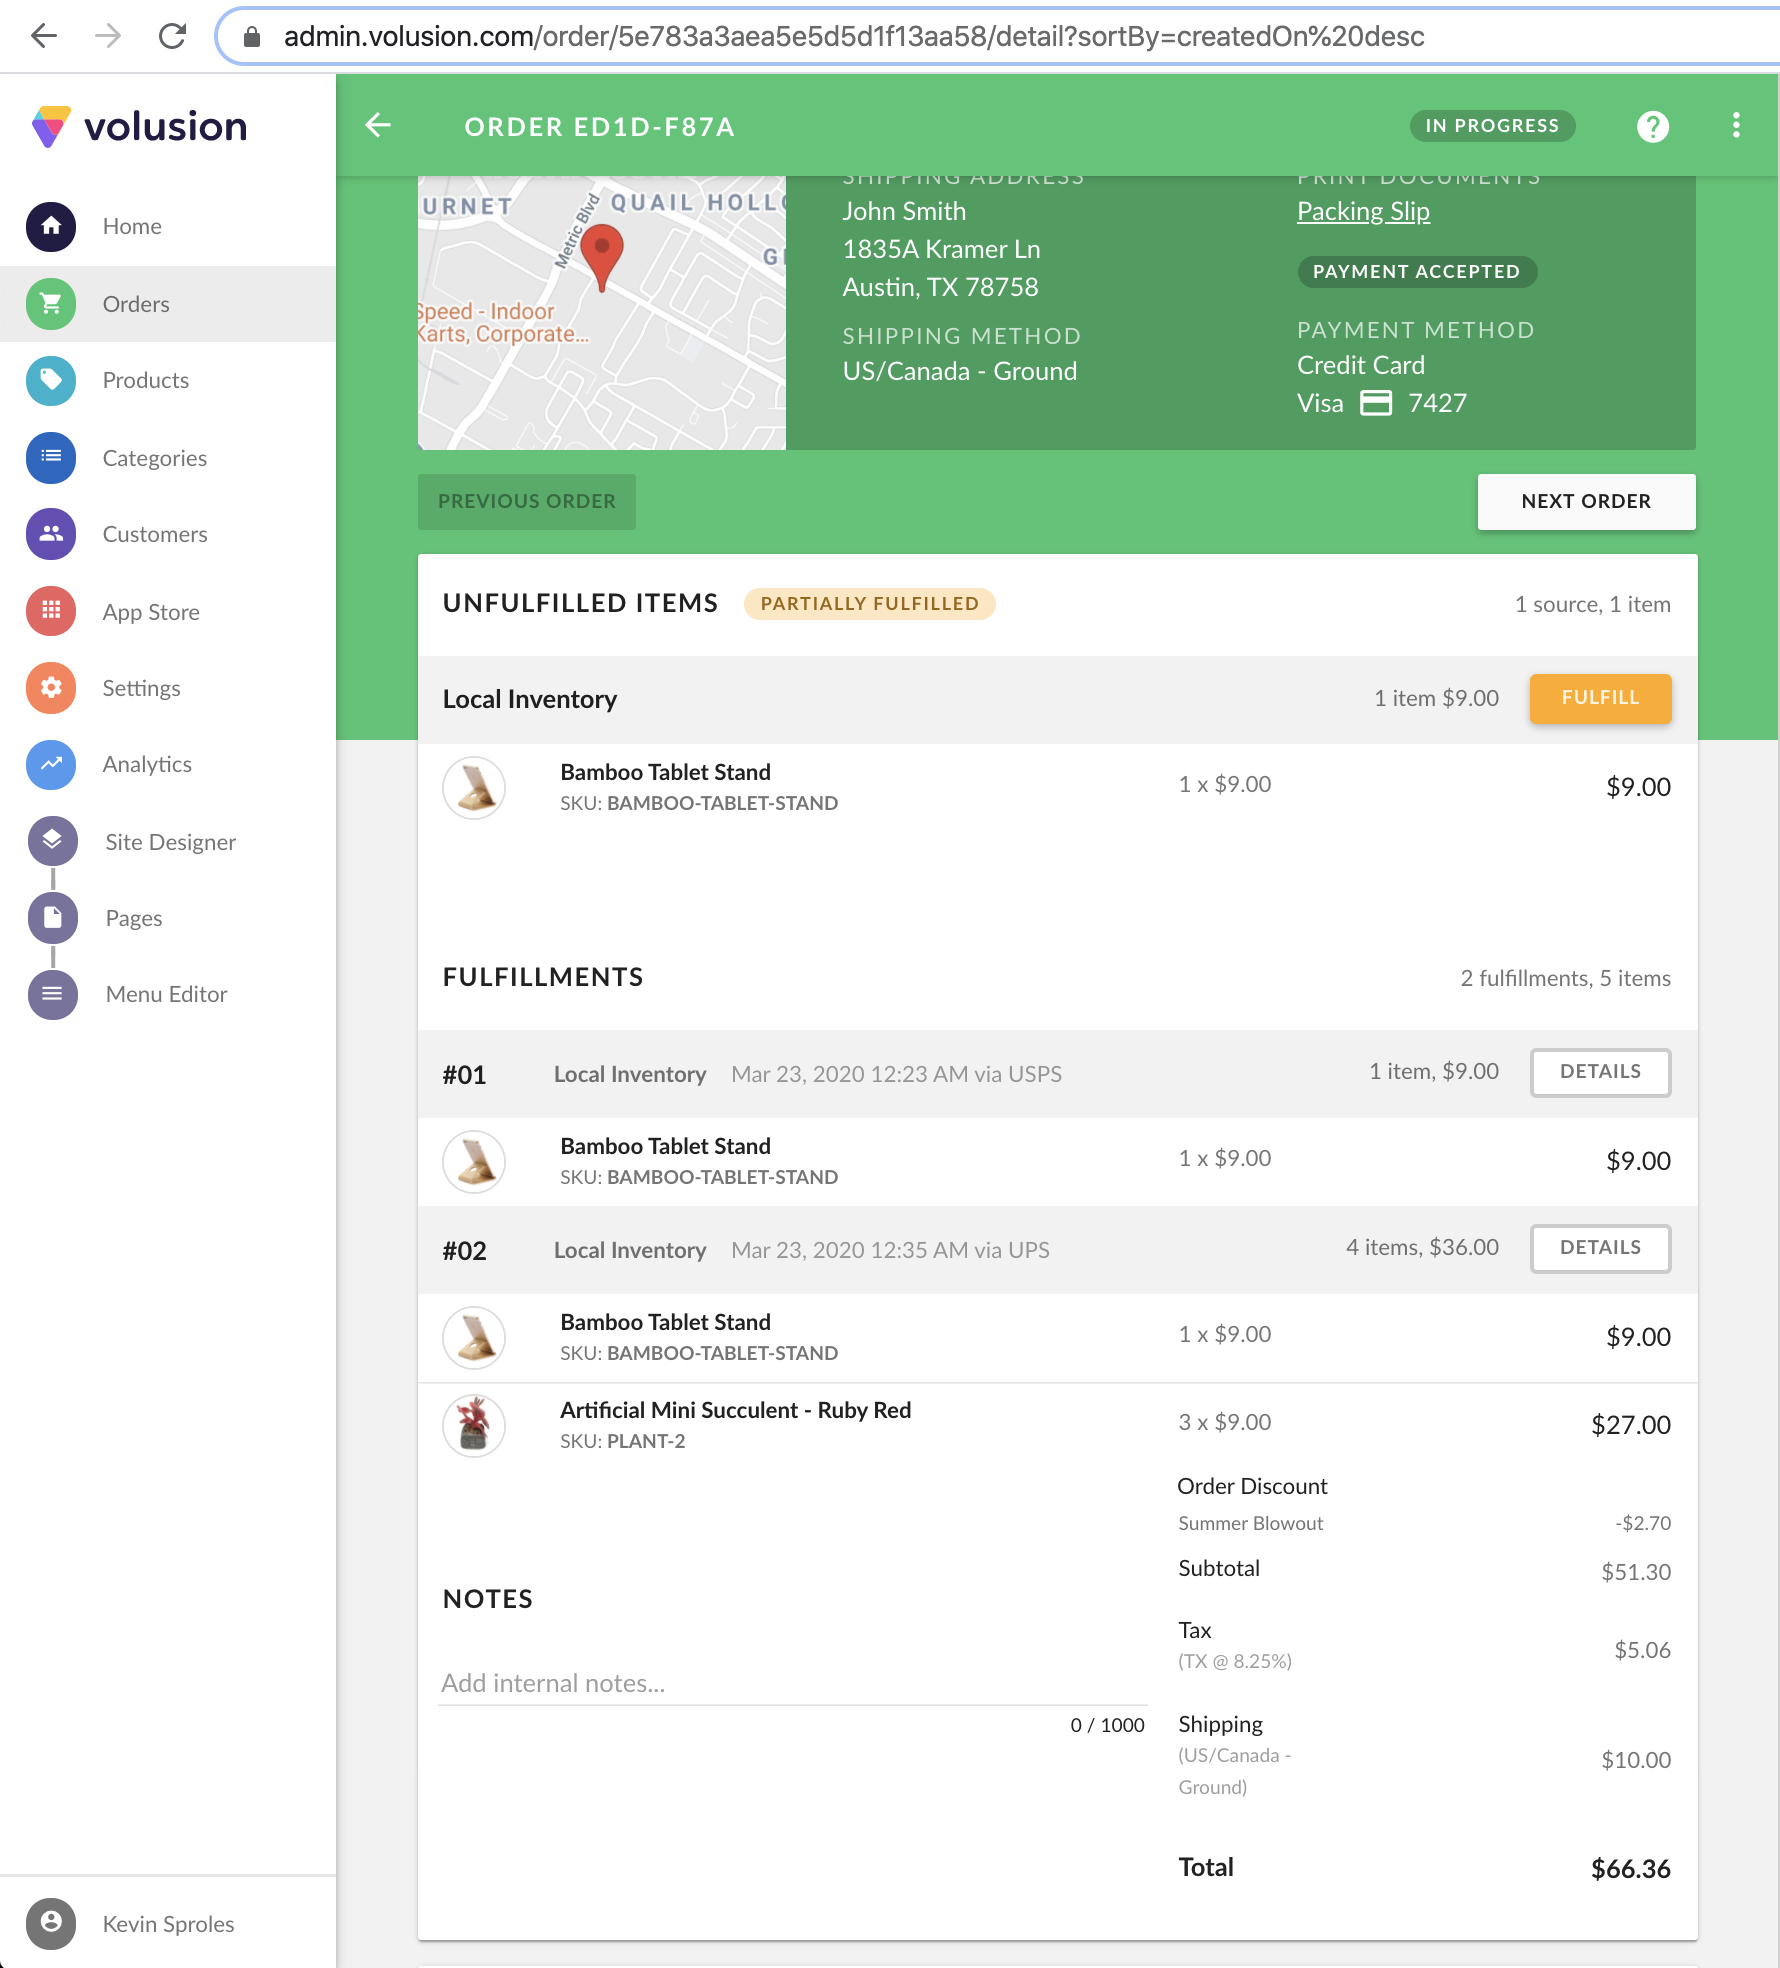 admin.volusion.com/order/5e783a3aea5e5d5d1f13aa58/detail?sortBy=createdOn%20desc
volusion
Home
Orders
Products
Categories
Customers
App Store
Settings
Analytics
Site Designer
Pages
Menu Editor
Kevin Sproles
ORDER ED1D-F87A
IN PROGRESS
?
URNET
QUAIL HOLL
Metric Blvd
G
Speed - Indoor
Karts, Corporate...
SHIPPING ADDRESS
John Smith
1835A Kramer Ln
Austin, TX 78758
SHIPPING METHOD
US/Canada - Ground
PRINT DOCUMENTS
Packing Slip
PAYMENT ACCEPTED
PAYMENT METHOD
Credit Card
Visa 7427
PREVIOUS ORDER
NEXT ORDER
UNFULFILLED ITEMS PARTIALLY FULFILLED 1 source, 1 item
Local Inventory 1 item $9.00 FULFILL
Bamboo Tablet Stand 1 x $9.00 $9.00
SKU: BAMBOO-TABLET-STAND
FULFILLMENTS 2 fulfillments, 5 items
#01 Local Inventory Mar 23, 2020 12:23 AM via USPS 1 item, $9.00 DETAILS
Bamboo Tablet Stand 1 x $9.00 $9.00
SKU: BAMBOO-TABLET-STAND
#02 Local Inventory Mar 23, 2020 12:35 AM via UPS 4 items, $36.00 DETAILS
Bamboo Tablet Stand 1 x $9.00 $9.00
SKU: BAMBOO-TABLET-STAND
Artificial Mini Succulent - Ruby Red 3 x $9.00 $27.00
SKU: PLANT-2
Order Discount
Summer Blowout -$2.70
Subtotal $51.30
Tax $5.06
(TX @ 8.25%)
Shipping $10.00
(US/Canada -
Ground)
Total $66.36
NOTES
Add internal notes...
0 / 1000